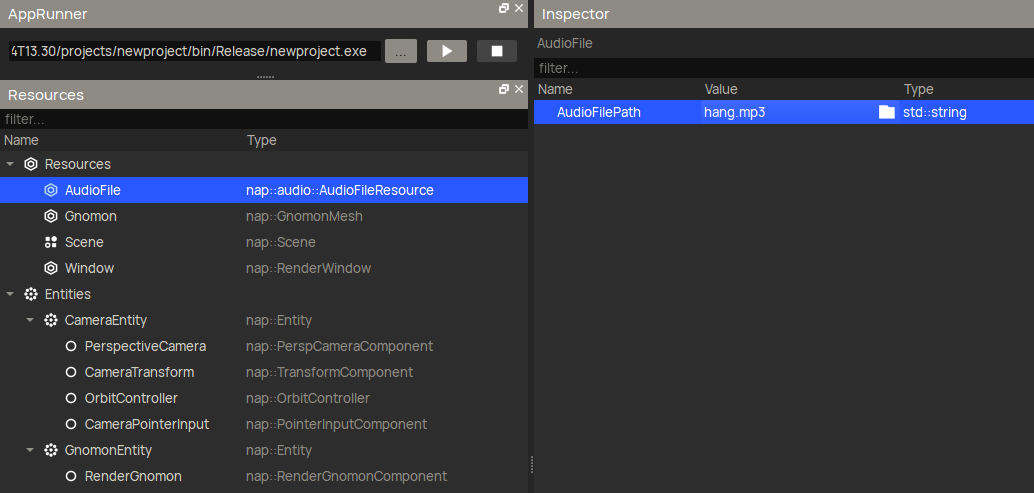 AppRunner
4T13.30/projects/newproject/bin/Release/newproject.exe ...
Resources
filter...
Name Type
Resources
AudioFile nap::audio::AudioFileResource
Gnomon nap::GnomonMesh
Scene nap::Scene
Window nap::RenderWindow
Entities
CameraEntity nap::Entity
PerspectiveCamera nap::PerspCameraComponent
CameraTransform nap::TransformComponent
OrbitController nap::OrbitController
CameraPointerInput nap::PointerInputComponent
GnomonEntity nap::Entity
RenderGnomon nap::RenderGnomonComponent
Inspector
AudioFile
filter...
Name Value Type
AudioFilePath hang.mp3 std::string